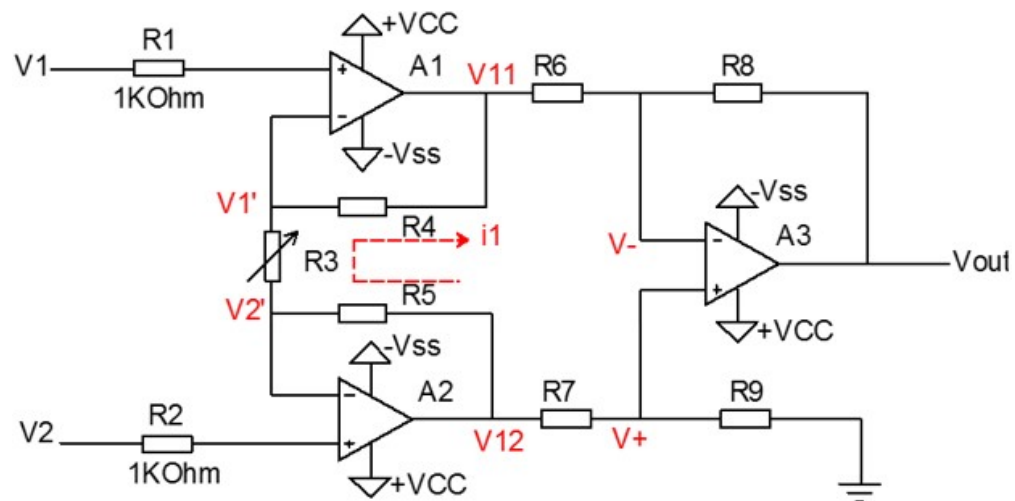 +VCC
R1
V1
1KOhm
A1
V11
R6
R8
-Vss
V1'
R4
i1
R3
V-
-Vss
A3
Vout
V2'
R5
+VCC
-Vss
A2
R7
R9
R2
V2
V12
V+
1KOhm
+VCC